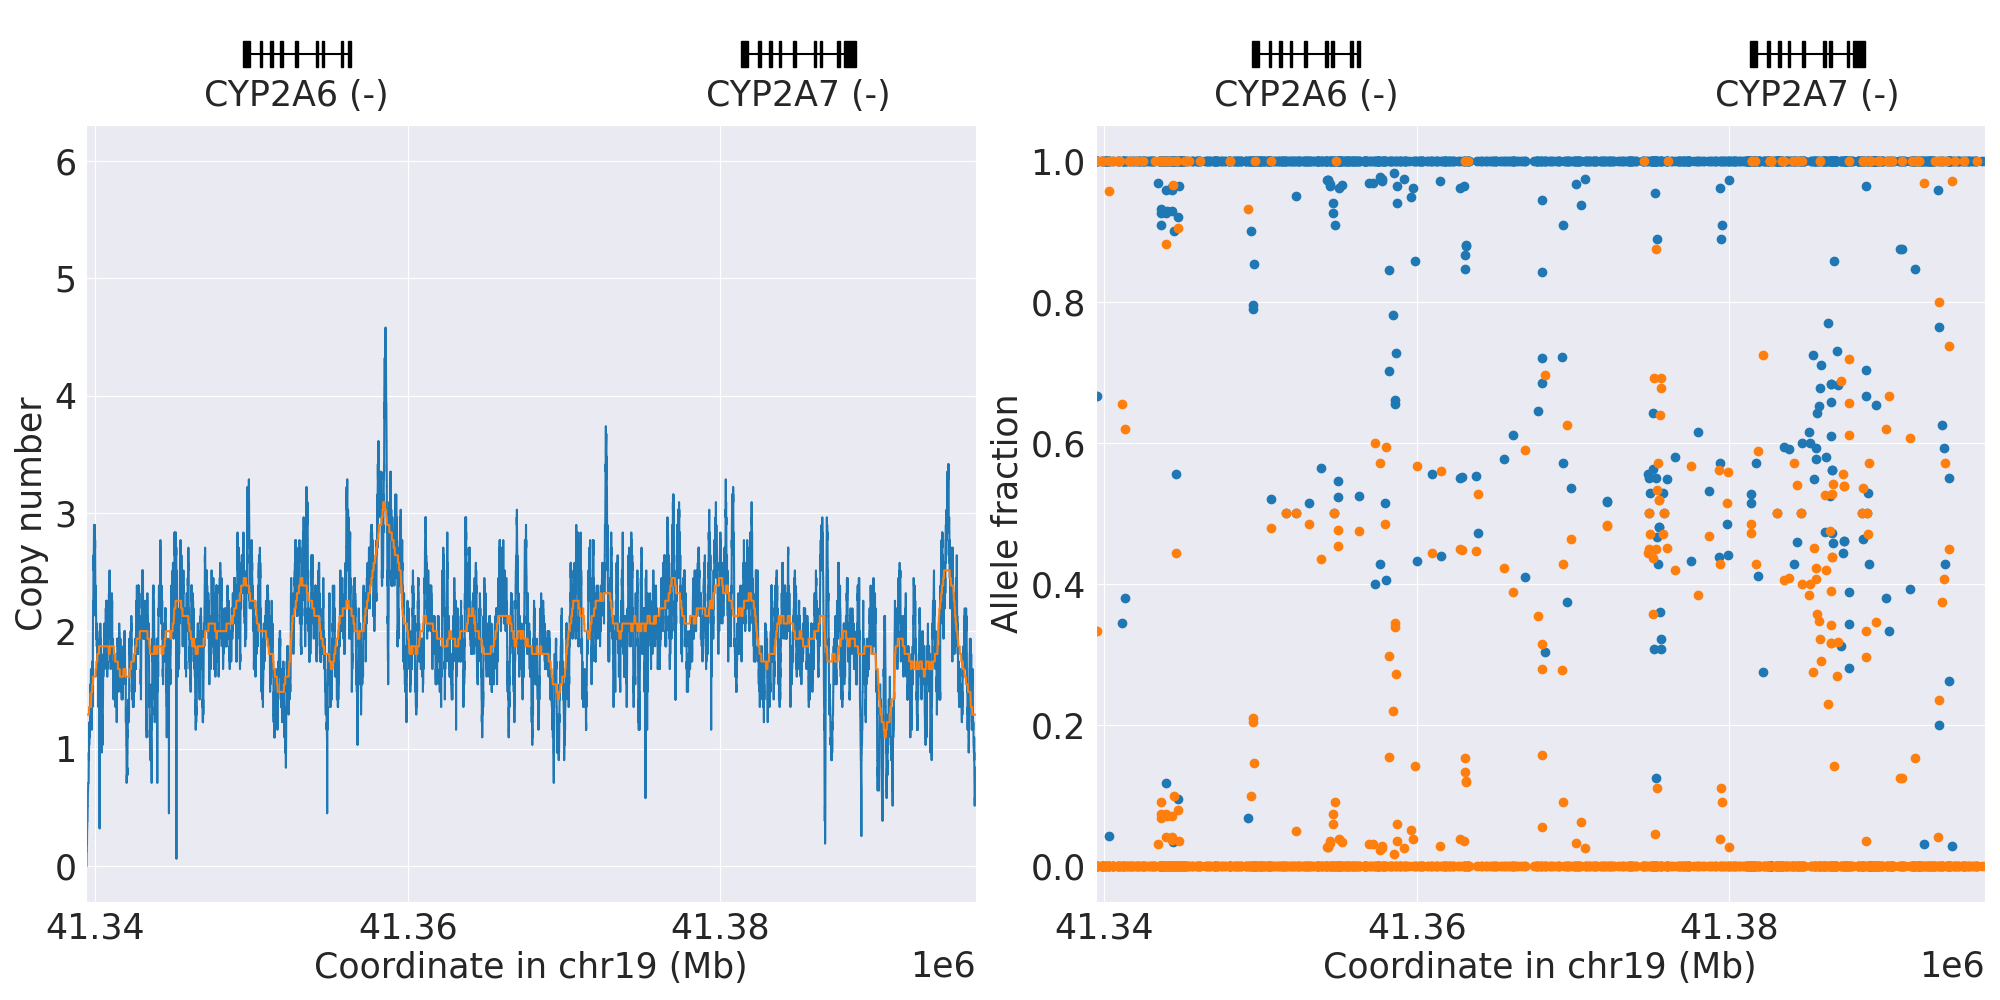 CYP2A6 (-)
CYP2A7 (-)
6
5
4
3
2
1
0
Copy number
41.34
41.36
41.38
Coordinate in chr19 (Mb)
1e6
CYP2A6 (-)
CYP2A7 (-)
1.0
0.8
0.6
0.4
0.2
0.0
Allele fraction
41.34
41.36
41.38
Coordinate in chr19 (Mb)
1e6